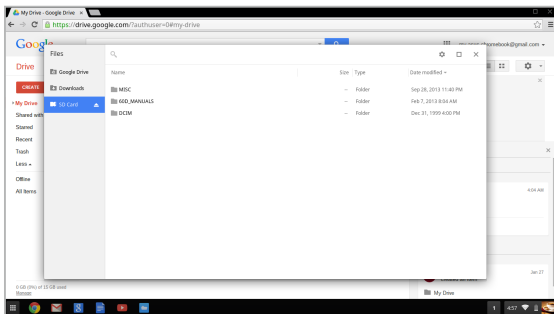 My Drive - Google Drive
https://drive.google.com/?authuser=0#my-drive
Google
Drive
CREATE
My Drive
Shared with
Starred
Recent
Trash
Less
Offline
All items
0 GB (0%) of 15 GB used
Manage
Files
Google Drive
Downloads
SD Card
Name Size Type Date modified
MISC -- Folder Sep 28, 2013 11:40 PM
60D_MANUALS -- Folder Feb 7, 2013 8:04 AM
DCIM -- Folder Dec 31, 1999 4:00 PM
@gmail.com
4:09 AM
Jan 27
My Drive
1 4:57